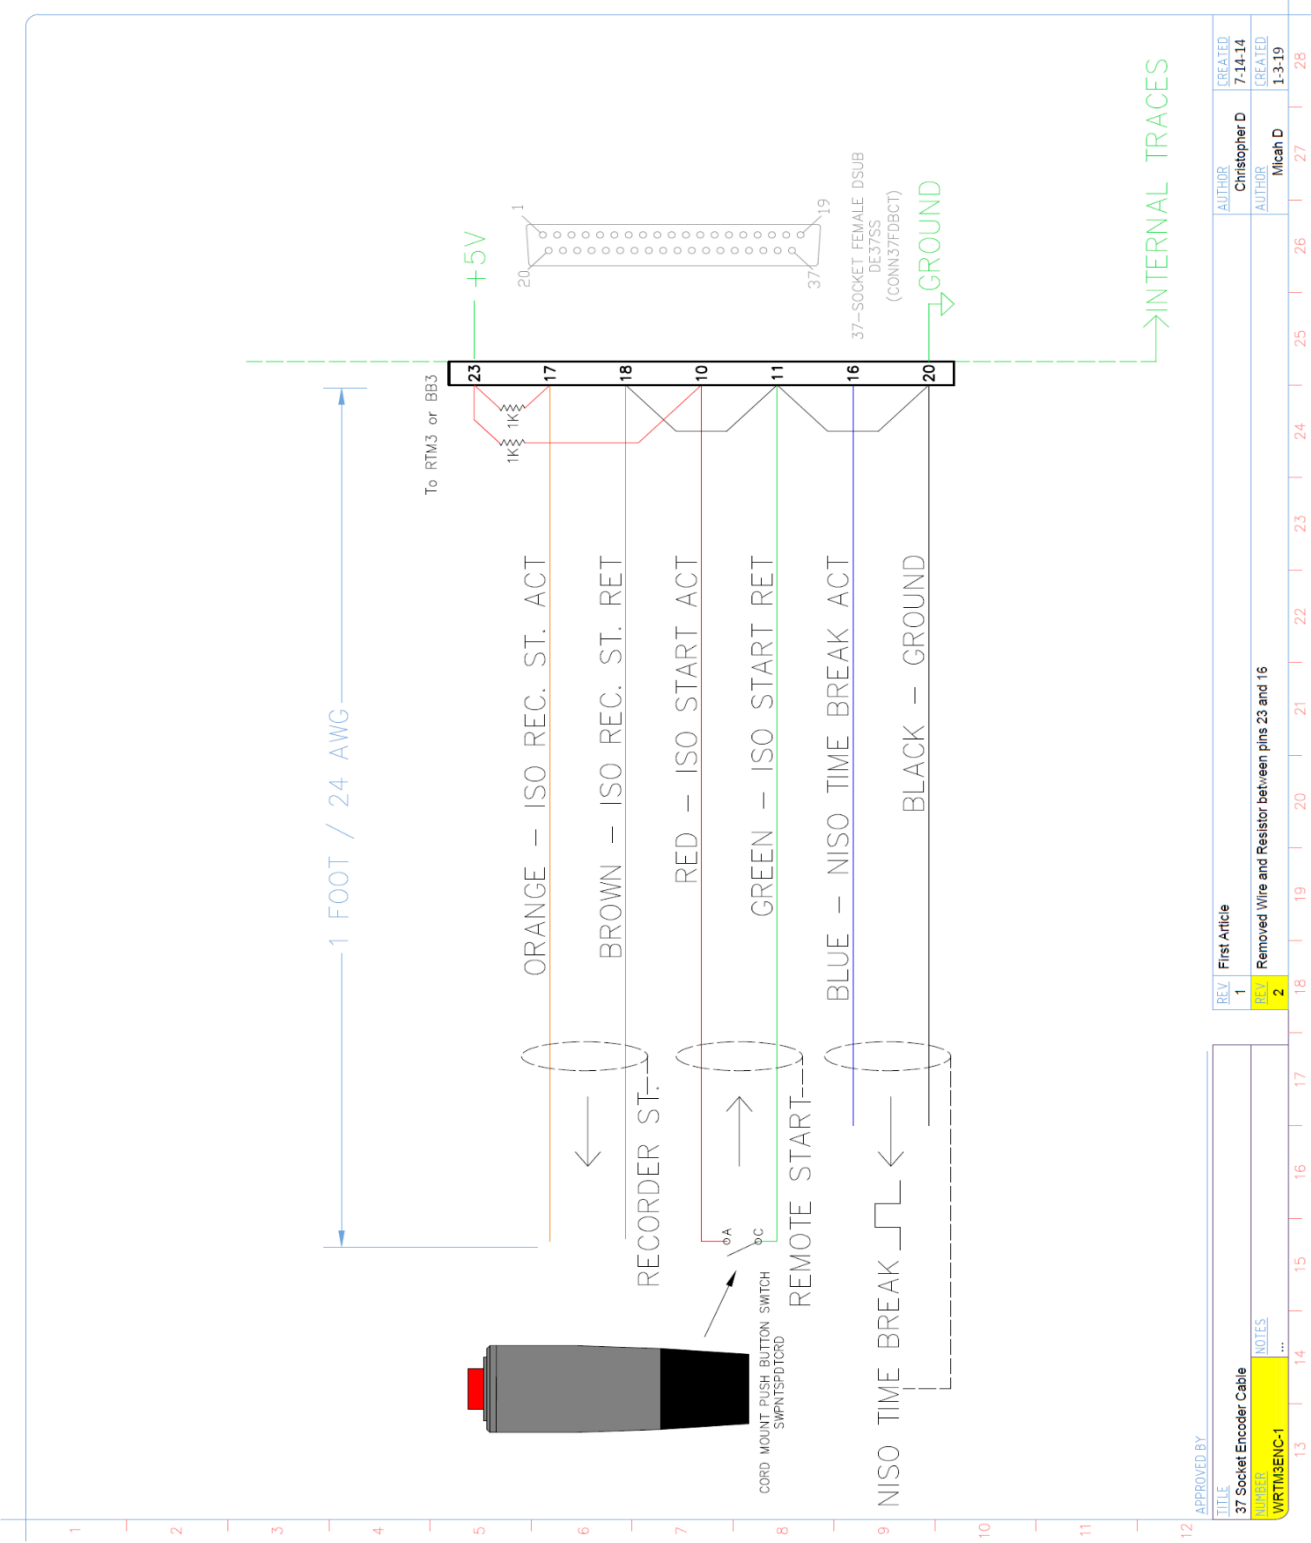 1 FOOT / 24 AWG
To RTM3 or BB3
23
17
18
10
11
16
20
1K
1K
+5V
GROUND
INTERNAL TRACES
1
19
20
37
37-SOCKET FEMALE DSUB
DE37SS
(CONN37FDBCT)
ORANGE - ISO REC. ST. ACT
BROWN - ISO REC. ST. RET
RED - ISO START ACT
GREEN - ISO START RET
BLUE - NISO TIME BREAK ACT
BLACK - GROUND
RECORDER ST.
REMOTE START
NISO TIME BREAK
A
C
CORD MOUNT PUSH BUTTON SWITCH
SWPNTSPDTCRD
APPROVED BY
TITLE
37 Socket Encoder Cable
NUMBER
WRTM3ENC-1
NOTES
...
REV
1
First Article
AUTHOR
Christopher D
CREATED
7-14-14
REV
2
Removed Wire and Resistor between pins 23 and 16
AUTHOR
Micah D
CREATED
1-3-19
1
2
3
4
5
6
7
8
9
10
11
12
13
14
15
16
17
18
19
20
21
22
23
24
25
26
27
28